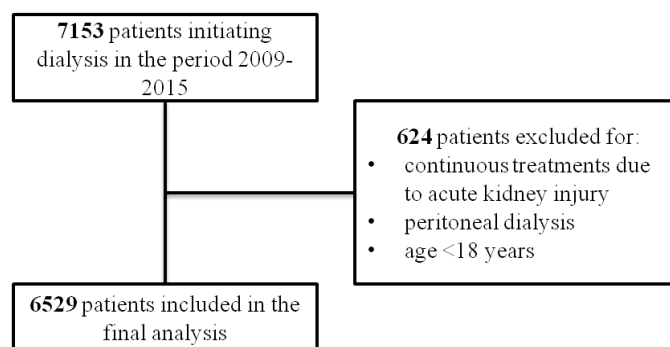 7153 patients initiating
dialysis in the period 2009-
2015
624 patients excluded for:
• continuous treatments due
to acute kidney injury
• peritoneal dialysis
• age <18 years
6529 patients included in the
final analysis